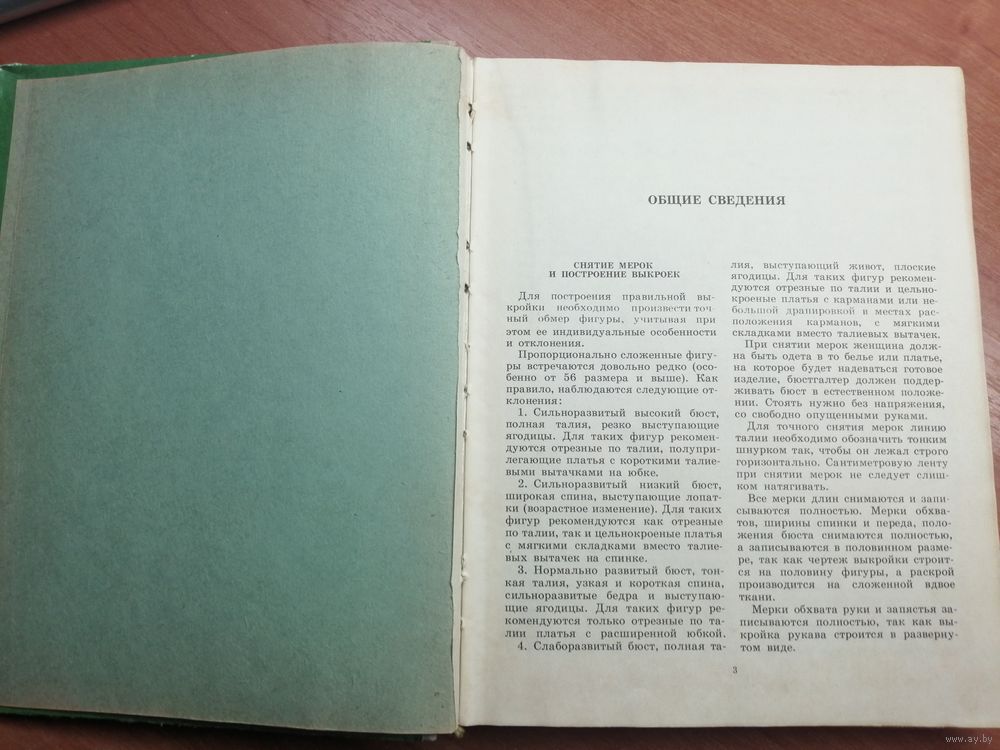 ОБЩИЕ СВЕДЕНИЯ
СНЯТИЕ МЕРОК
И ПОСТРОЕНИЕ ВЫКРОЕК
Для построения правильной вы-
кройки необходимо произвести точ-
ный обмер фигуры, учитывая при
этом ее индивидуальные особенности
и отклонения.
Пропорционально сложенные фигу-
ры встречаются довольно редко (осо-
бенно от 56 размера и выше). Как
правило, наблюдаются следующие от-
клонения:
1. Сильноразвитый высокий бюст,
полная талия, резко выступающие
ягодицы. Для таких фигур рекомен-
дуются отрезные по талии, полупри-
легающие платья с короткими талие-
выми вытачками на юбке.
2. Сильноразвитый низкий бюст,
широкая спина, выступающие лопат-
ки (возрастное изменение). Для таких
фигур рекомендуются как отрезные
по талии, так и цельнокроеные платья
с мягкими складками вместо талие-
вых вытачек на спинке.
3. Нормально развитый бюст, тон-
кая талия, узкая и короткая спина,
сильноразвитые бедра и выступаю-
щие ягодицы. Для таких фигур ре-
комендуются только отрезные по та-
лии платья с расширенной юбкой.
4. Слаборазвитый бюст, полная та-
лия, выступающий живот, плоские
ягодицы. Для таких фигур рекомен-
дуются отрезные по талии и цельно-
кроеные платья с карманами или не-
большой драпировкой в местах рас-
положения карманов, с мягкими
складками вместо талиевых вытачек.
При снятии мерок женщина долж-
на быть одета в то белье или платье,
на которое будет надеваться готовое
изделие, бюстгалтер должен поддер-
живать бюст в естественном положе-
нии. Стоять нужно без напряжения,
со свободно опущенными руками.
Для точного снятия мерок линию
талии необходимо обозначить тонким
шнурком так, чтобы он лежал строго
горизонтально. Сантиметровую ленту
при снятии мерок не следует слиш-
ком натягивать.
Все мерки длин снимаются и запи-
сываются полностью. Мерки обхва-
тов, ширины спинки и переда, поло-
жения бюста снимаются полностью,
а записываются в половинном разме-
ре, так как чертеж выкройки строит-
ся на половину фигуры, а раскрой
производится на сложенной вдвое
ткани.
Мерки обхвата руки и запястья за-
писываются полностью, так как вы-
кройка рукава строится в разверну-
том виде.
3
www.ay.by